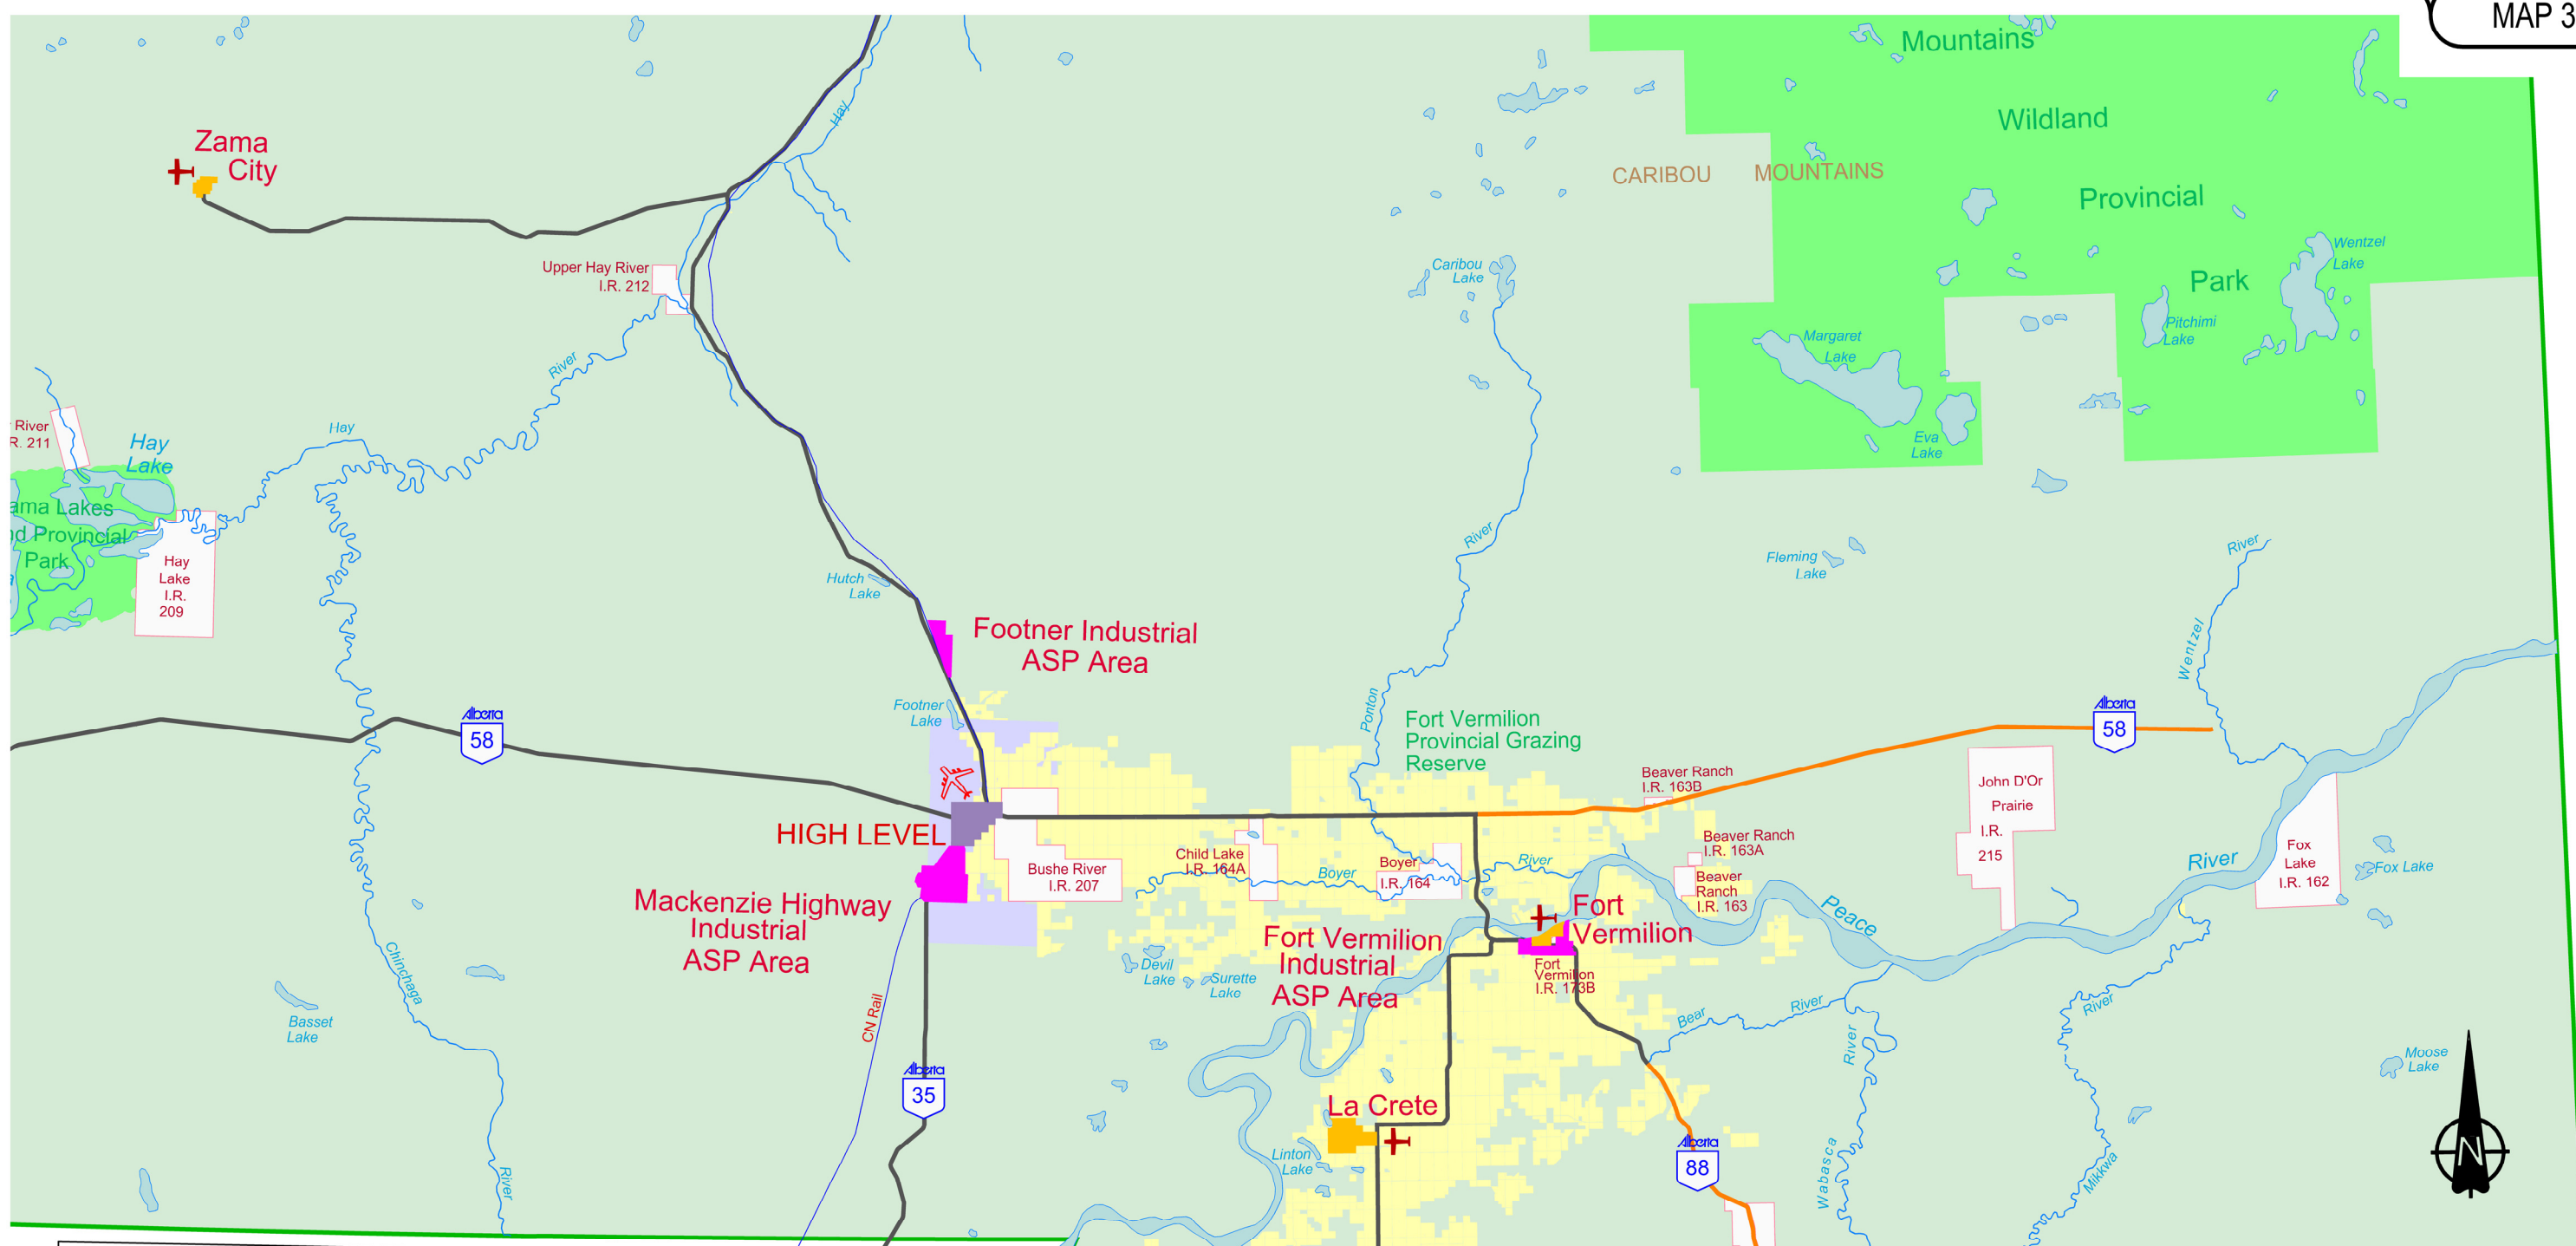 MAP 3
Mountains
Wildland
Provincial
Park
CARIBOU MOUNTAINS
Zama
City
Hay
Upper Hay River
I.R. 212
River
Hay
River
R. 211
Hay
Lake
ama Lakes
nd Provincial
Park
Hay
Lake
I.R.
209
Caribou
Lake
Wentzel
Lake
Pitchimi
Lake
Margaret
Lake
Eva
Lake
Fleming
Lake
River
Ponton
River
Wentzel
Hutch
Lake
Footner Industrial
ASP Area
Footner
Lake
Alberta
58
Fort Vermilion
Provincial Grazing
Reserve
Alberta
58
HIGH LEVEL
Mackenzie Highway
Industrial
ASP Area
Bushe River
I.R. 207
Child Lake
I.R. 164A
Boyer
Boyer
I.R. 164
River
Beaver Ranch
I.R. 163B
Beaver Ranch
I.R. 163A
Beaver
Ranch
I.R. 163
John D'Or
Prairie
I.R.
215
Fox
Lake
I.R. 162
Fox Lake
River
Peace
Fort
Vermilion
Fort Vermilion
Industrial
ASP Area
Fort
Vermilion
I.R. 173B
Devil
Lake
Surette
Lake
Chinchaga
River
Basset
Lake
CN Rail
Alberta
35
La Crete
Linton
Lake
Bear
River
River
Wabasca
River
Mikkwa
Moose
Lake
Alberta
88
N